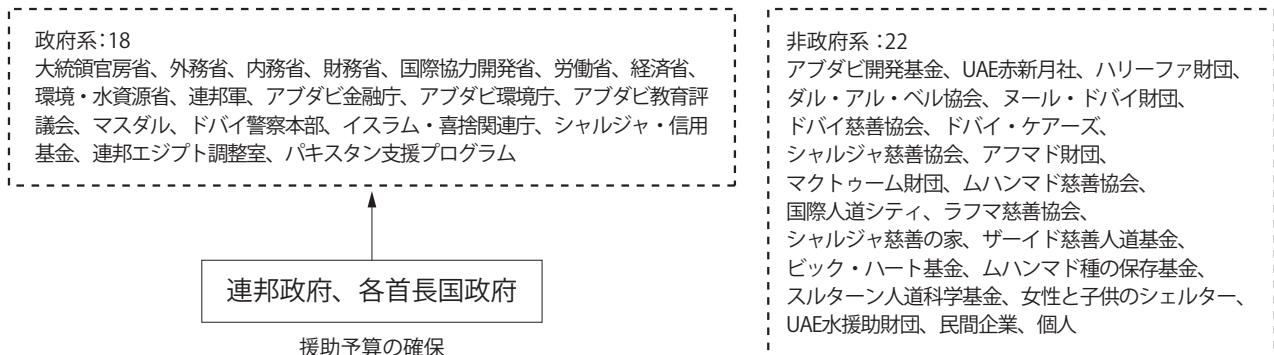 政府系：18
大統領官房省、外務省、内務省、財務省、国際協力開発省、労働省、経済省、
環境・水資源省、連邦軍、アブダビ金融庁、アブダビ環境庁、アブダビ教育評
議会、マスダル、ドバイ警察本部、イスラム・喜捨関連庁、シャルジャ・信用
基金、連邦エジプト調整室、パキスタン支援プログラム
連邦政府、各首長国政府
援助予算の確保
非政府系：22
アブダビ開発基金、UAE赤新月社、ハリーファ財団、
ダル・アル・ベル協会、ヌール・ドバイ財団、
ドバイ慈善協会、ドバイ・ケアーズ、
シャルジャ慈善協会、アフマド財団、
マクトゥーム財団、ムハンマド慈善協会、
国際人道シティ、ラフマ慈善協会、
シャルジャ慈善の家、ザーイド慈善人道基金、
ビック・ハート基金、ムハンマド種の保存基金、
スルターン人道科学基金、女性と子供のシェルター、
UAE水援助財団、民間企業、個人